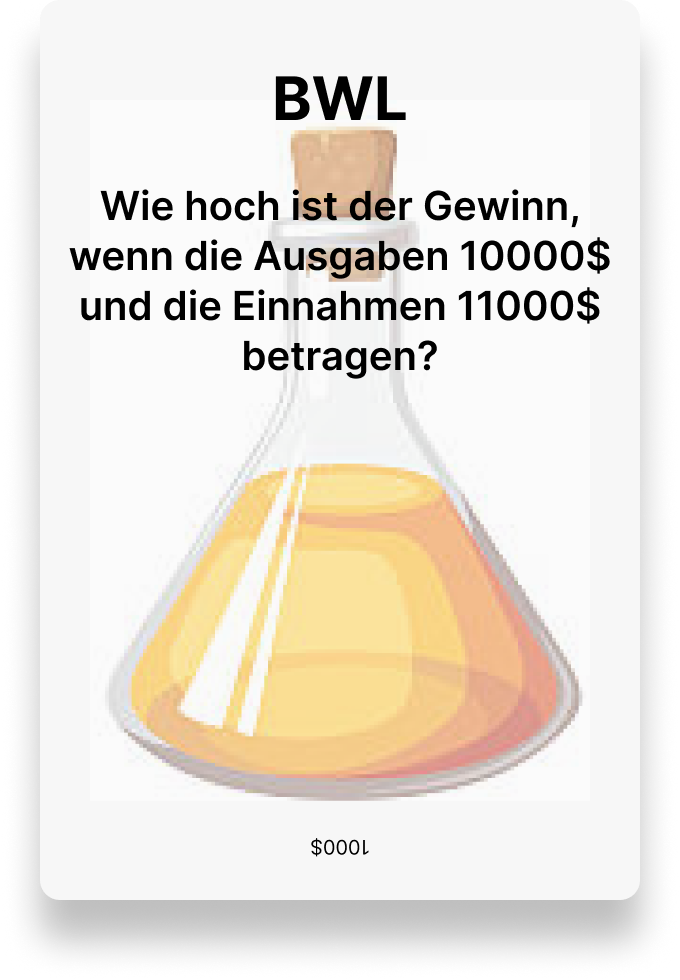 BWL
Wie hoch ist der Gewinn,
wenn die Ausgaben 10000$
und die Einnahmen 11000$
betragen?
1000$